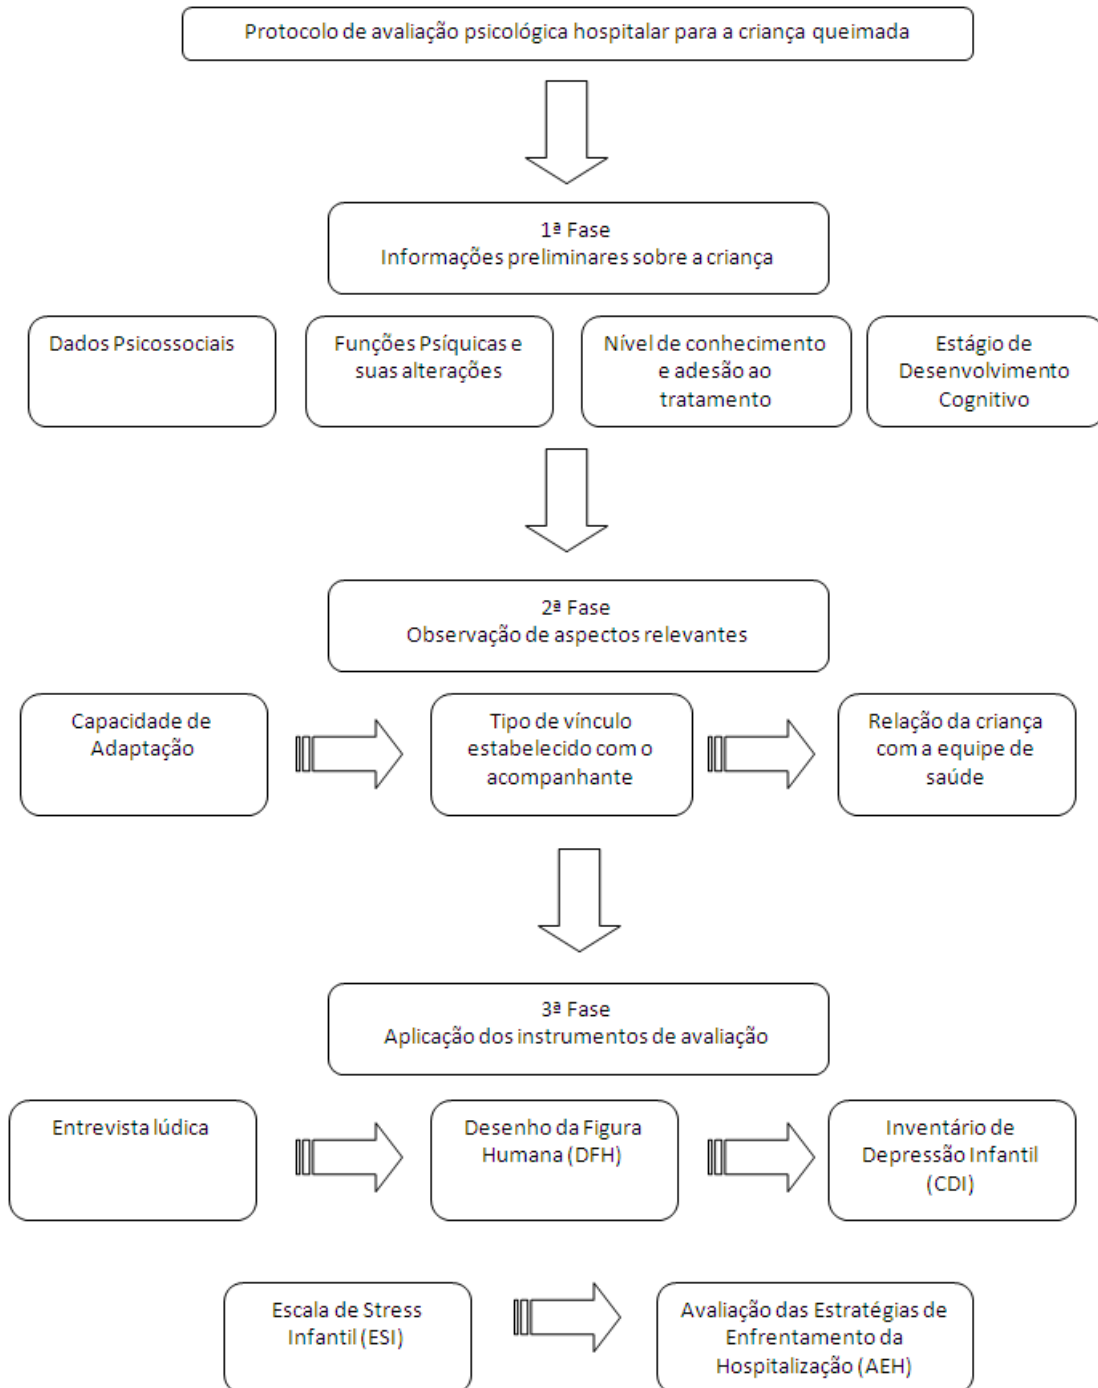 Protocolo de avaliação psicológica hospitalar para a criança queimada
1ª Fase
Informações preliminares sobre a criança
Dados Psicossociais
Funções Psíquicas e
suas alterações
Nível de conhecimento
e adesão ao
tratamento
Estágio de
Desenvolvimento
Cognitivo
2ª Fase
Observação de aspectos relevantes
Capacidade de
Adaptação
Tipo de vínculo
estabelecido com o
acompanhante
Relação da criança
com a equipe de
saúde
3ª Fase
Aplicação dos instrumentos de avaliação
Entrevista lúdica
Desenho da Figura
Humana (DFH)
Inventário de
Depressão Infantil
(CDI)
Escala de Stress
Infantil (ESI)
Avaliação das Estratégias de
Enfrentamento da
Hospitalização (AEH)